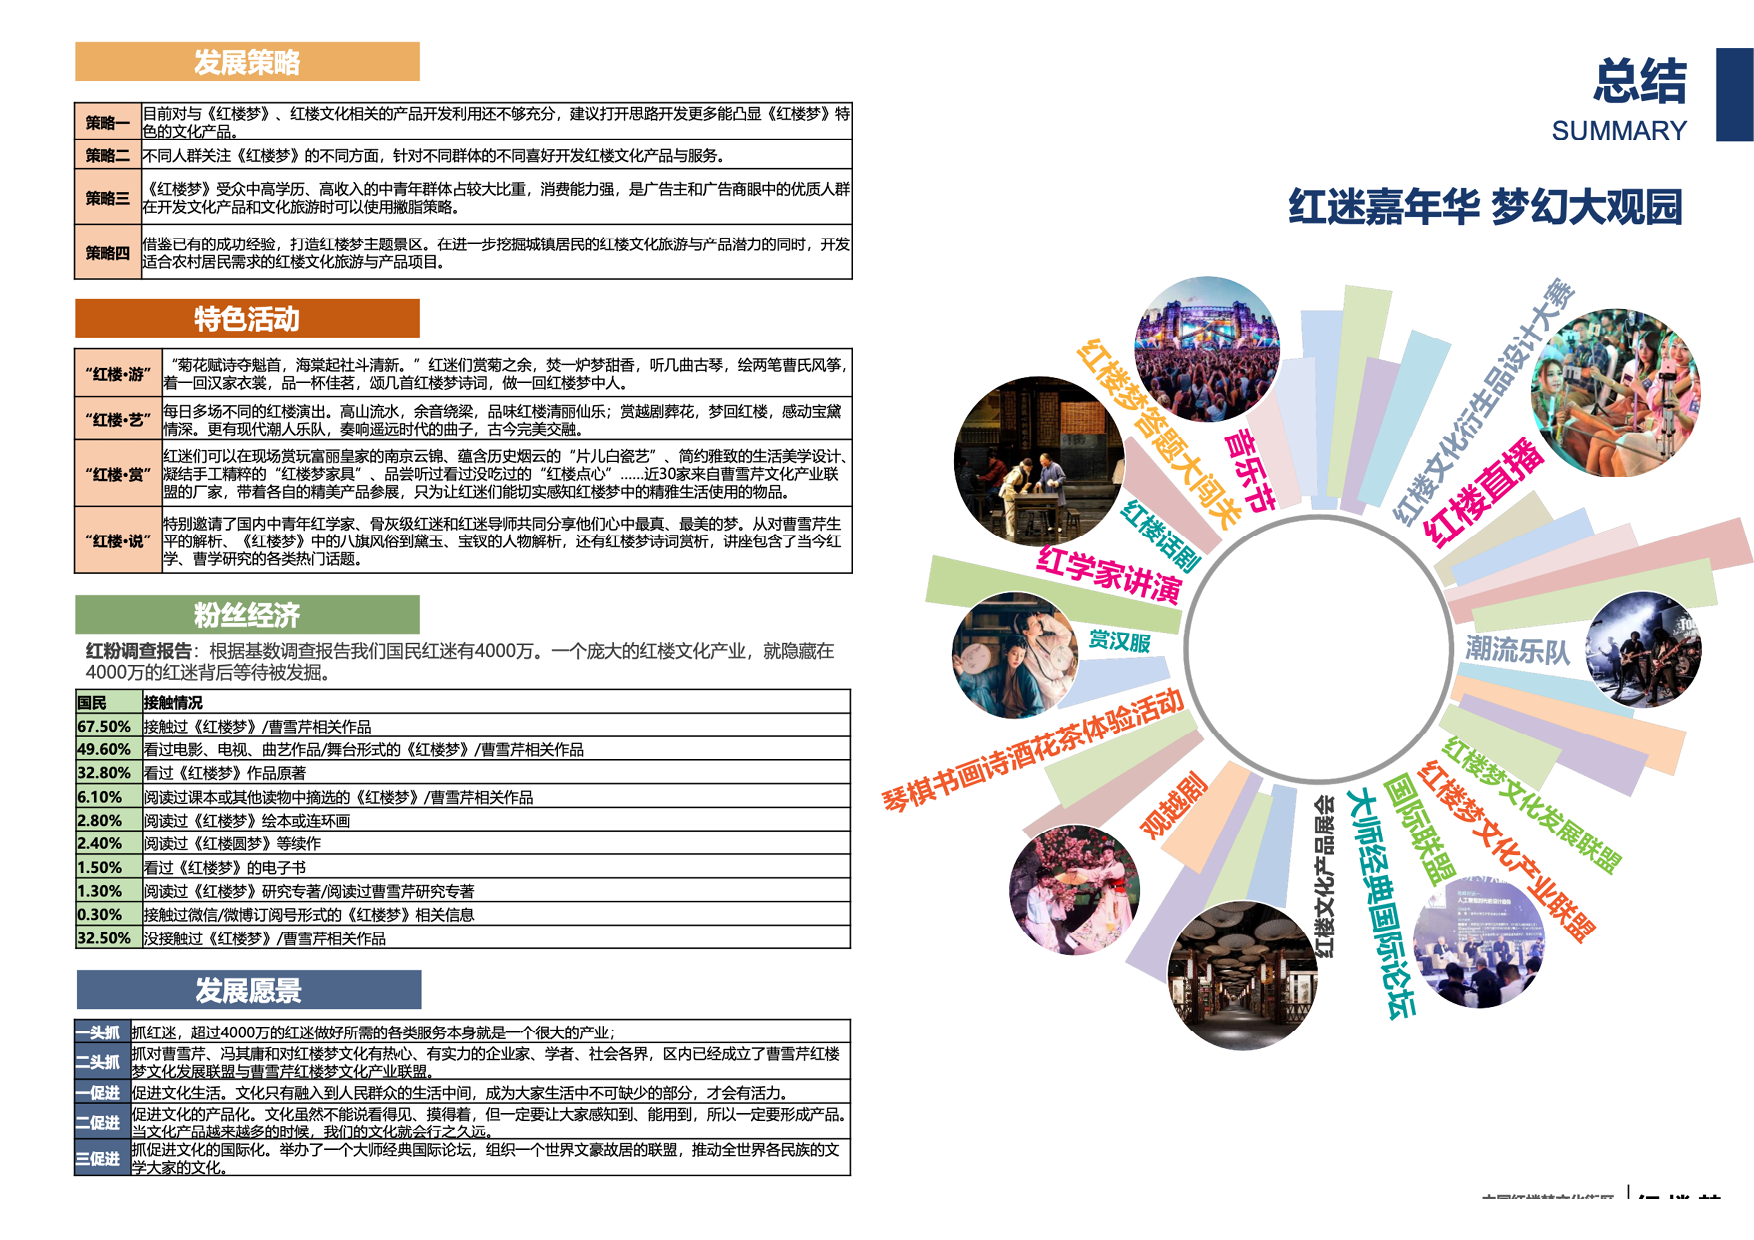 发展策略
策略一
目前对与《红楼梦》、红楼文化相关的产品开发利用还不够充分，建议打开思路开发更多能凸显《红楼梦》特
色的文化产品。
策略二
不同人群关注《红楼梦》的不同方面，针对不同群体的不同喜好开发红楼文化产品与服务。
策略三
《红楼梦》受众中高学历、高收入的中青年群体占较大比重，消费能力强，是广告主和广告商眼中的优质人群
在开发文化产品和文化旅游时可以使用撇脂策略。
策略四
借鉴已有的成功经验，打造红楼梦主题景区。在进一步挖掘城镇居民的红楼文化旅游与产品潜力的同时，开发
适合农村居民需求的红楼文化旅游与产品项目。
特色活动
“红楼•游”
“菊花赋诗夺魁首，海棠起社斗清新。”红迷们赏菊之余，焚一炉梦甜香，听几曲古琴，绘两笔曹氏风筝，
着一回汉家衣裳，品一杯佳茗，颂几首红楼梦诗词，做一回红楼梦中人。
“红楼•艺”
每日多场不同的红楼演出。高山流水，余音绕梁，品味红楼清丽仙乐；赏越剧葬花，梦回红楼，感动宝黛
情深。更有现代潮人乐队，奏响遥远时代的曲子，古今完美交融。
“红楼•赏”
红迷们可以在现场赏玩富丽皇家的南京云锦、蕴含历史烟云的“片儿白瓷艺”、简约雅致的生活美学设计、
凝结手工精粹的“红楼梦家具”、品尝听过看过没吃过的“红楼点心”……近30家来自曹雪芹文化产业联
盟的厂家，带着各自的精美产品参展，只为让红迷们能切实感知红楼梦中的精雅生活使用的物品。
“红楼•说”
特别邀请了国内中青年红学家、骨灰级红迷和红迷导师共同分享他们心中最真、最美的梦。从对曹雪芹生
平的解析、《红楼梦》中的八旗风俗到黛玉、宝钗的人物解析，还有红楼梦诗词赏析，讲座包含了当今红
学、曹学研究的各类热门话题。
粉丝经济
红粉调查报告：根据基数调查报告我们国民红迷有4000万。一个庞大的红楼文化产业，就隐藏在
4000万的红迷背后等待被发掘。
国民 接触情况
67.50% 接触过《红楼梦》/曹雪芹相关作品
49.60% 看过电影、电视、曲艺作品/舞台形式的《红楼梦》/曹雪芹相关作品
32.80% 看过《红楼梦》作品原著
6.10% 阅读过课本或其他读物中摘选的《红楼梦》/曹雪芹相关作品
2.80% 阅读过《红楼梦》绘本或连环画
2.40% 阅读过《红楼圆梦》等续作
1.50% 看过《红楼梦》的电子书
1.30% 阅读过《红楼梦》研究专著/阅读过曹雪芹研究专著
0.30% 接触过微信/微博订阅号形式的《红楼梦》相关信息
32.50% 没接触过《红楼梦》/曹雪芹相关作品
发展愿景
一头抓
抓红迷，超过4000万的红迷做好所需的各类服务本身就是一个很大的产业；
二头抓
抓对曹雪芹、冯其庸和对红楼梦文化有热心、有实力的企业家、学者、社会各界，区内已经成立了曹雪芹红楼
梦文化发展联盟与曹雪芹红楼梦文化产业联盟。
一促进
促进文化生活。文化只有融入到人民群众的生活中间，成为大家生活中不可缺少的部分，才会有活力。
二促进
促进文化的产品化。文化虽然不能说看得见、摸得着，但一定要让大家感知到、能用到，所以一定要形成产品。
当文化产品越来越多的时候，我们的文化就会行之久远。
三促进
抓促进文化的国际化。举办了一个大师经典国际论坛，组织一个世界文豪故居的联盟，推动全世界各民族的文
学大家的文化。
总结
SUMMARY
红迷嘉年华 梦幻大观园
红楼梦答题大闯关
音乐节
红楼文化衍生品设计大赛
红楼直播
红楼话剧
红学家讲演
赏汉服
潮流乐队
琴棋书画诗酒花茶体验活动
观越剧
红楼文化产品展会
大师经典国际论坛
国际联盟
红楼梦文化产业联盟
红楼梦文化发展联盟